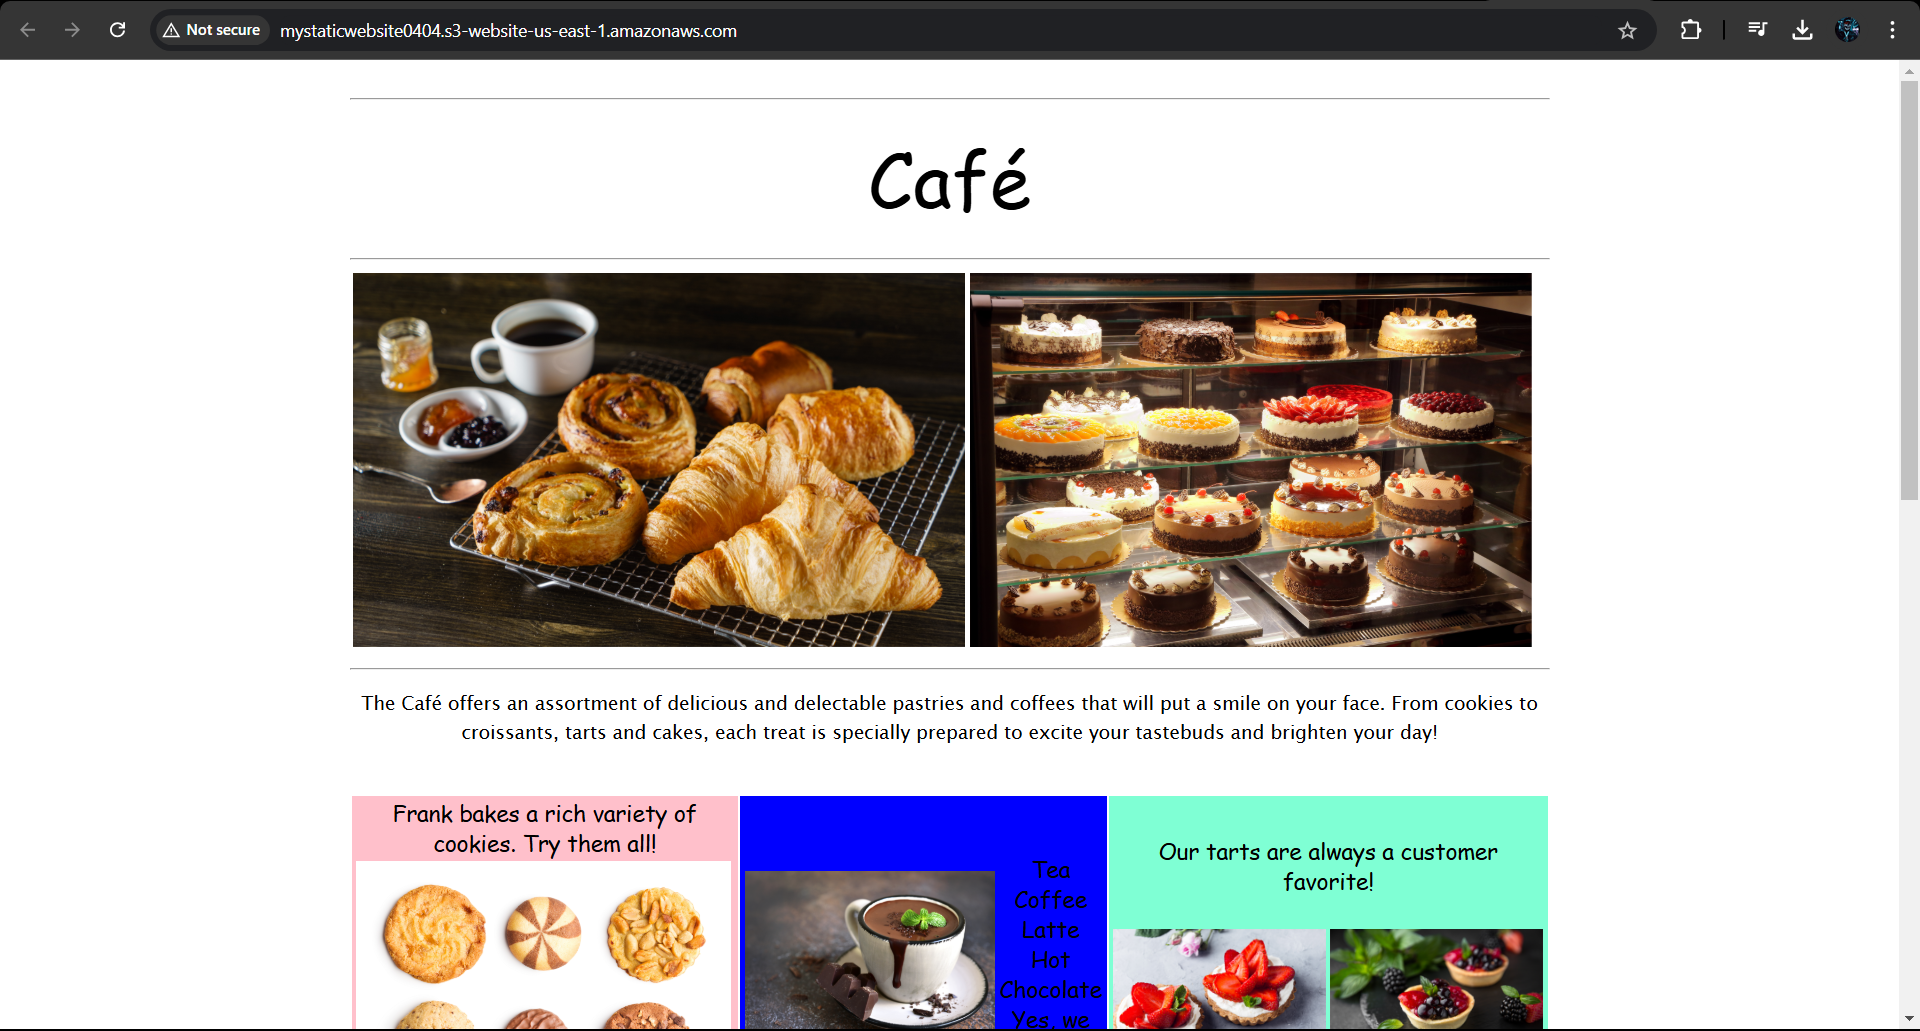 Not secure
mystaticwebsite0404.s3-website-us-east-1.amazonaws.com
Café
The Café offers an assortment of delicious and delectable pastries and coffees that will put a smile on your face. From cookies to
croissants, tarts and cakes, each treat is specially prepared to excite your tastebuds and brighten your day!
Frank bakes a rich variety of
cookies. Try them all!
Tea
Coffee
Latte
Hot
Chocolate
Yes, we
Our tarts are always a customer
favorite!